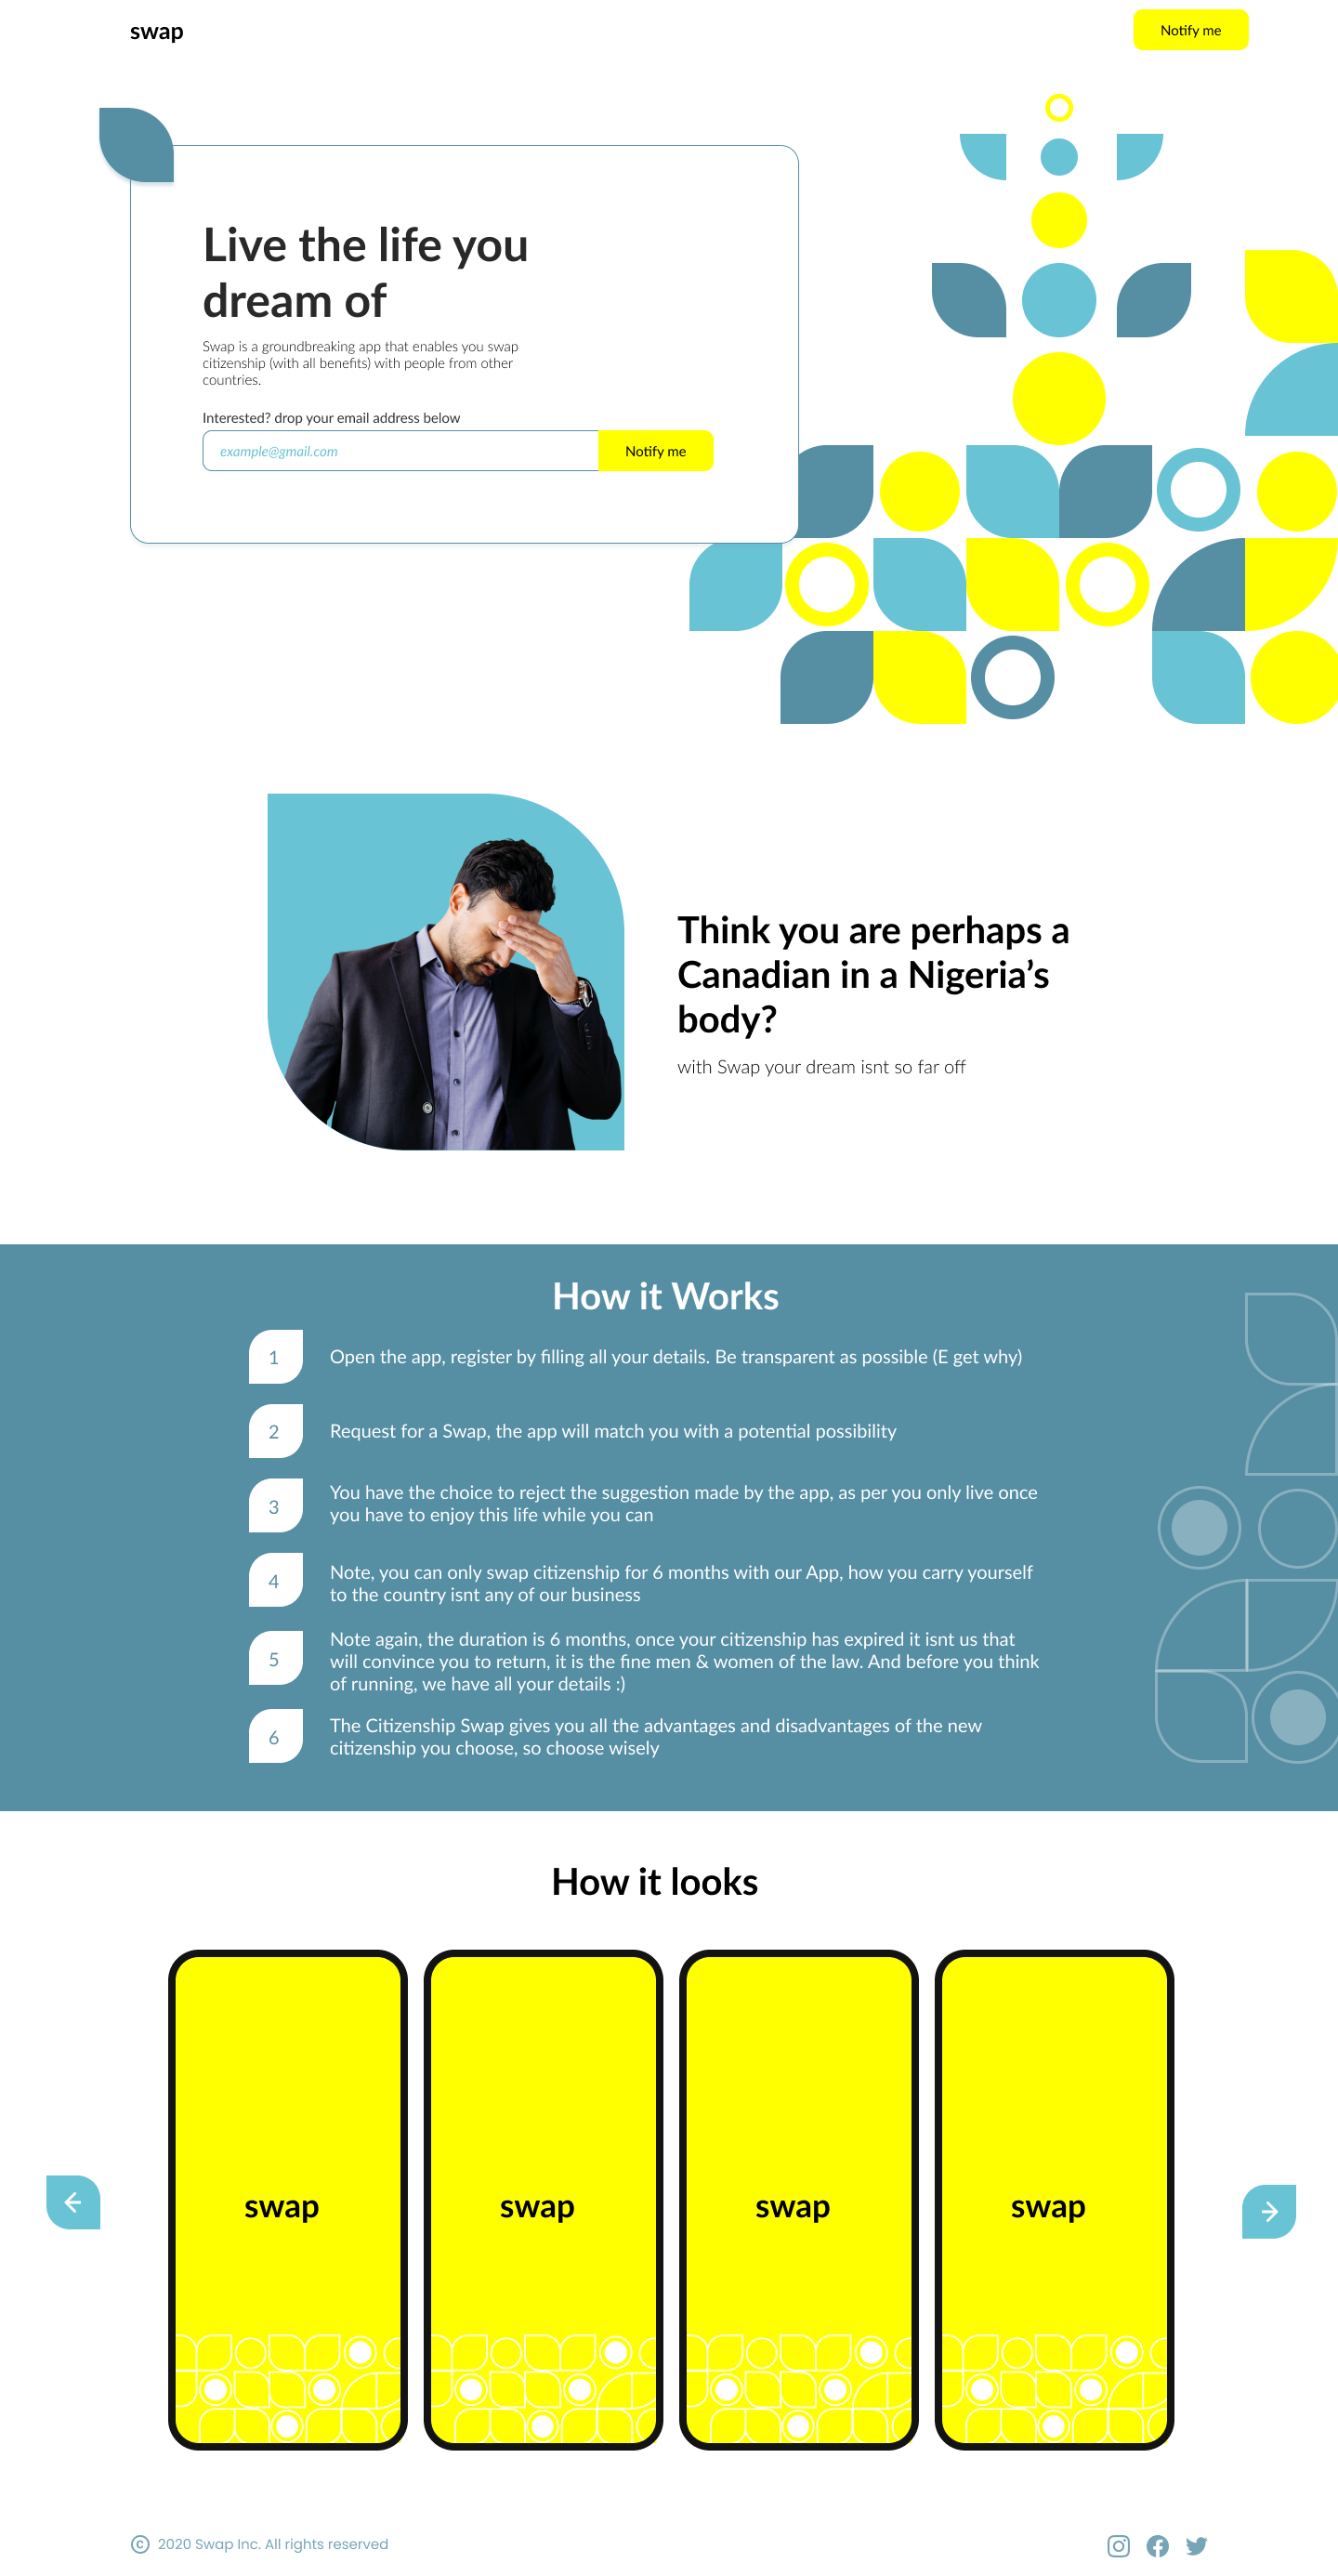 swap
Notify me
Live the life you
dream of
Swap is a groundbreaking app that enables you swap
citizenship (with all benefits) with people from other
countries.
Interested? drop your email address below
example@gmail.com
Notify me
Think you are perhaps a
Canadian in a Nigeria’s
body?
with Swap your dream isnt so far off
How it Works
1
Open the app, register by filling all your details. Be transparent as possible (E get why)
2
Request for a Swap, the app will match you with a potential possibility
3
You have the choice to reject the suggestion made by the app, as per you only live once
you have to enjoy this life while you can
4
Note, you can only swap citizenship for 6 months with our App, how you carry yourself
to the country isnt any of our business
5
Note again, the duration is 6 months, once your citizenship has expired it isnt us that
will convince you to return, it is the fine men & women of the law. And before you think
of running, we have all your details :)
6
The Citizenship Swap gives you all the advantages and disadvantages of the new
citizenship you choose, so choose wisely
How it looks
swap
swap
swap
swap
© 2020 Swap Inc. All rights reserved